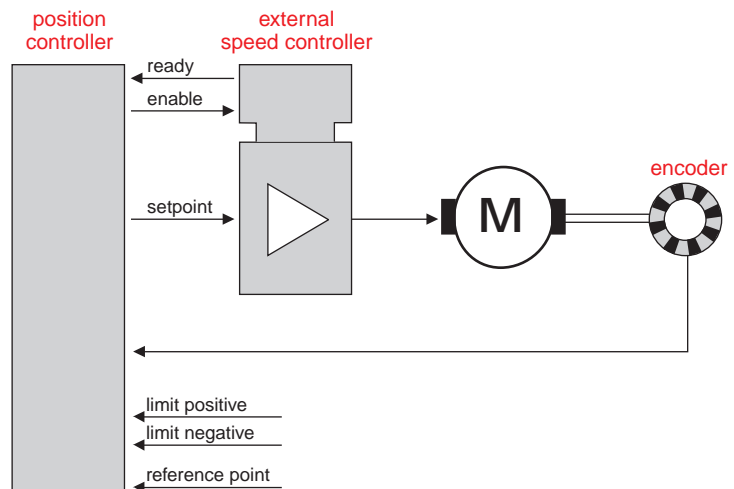 position
controller
external
speed controller
ready
enable
setpoint
M
encoder
limit positive
limit negative
reference point